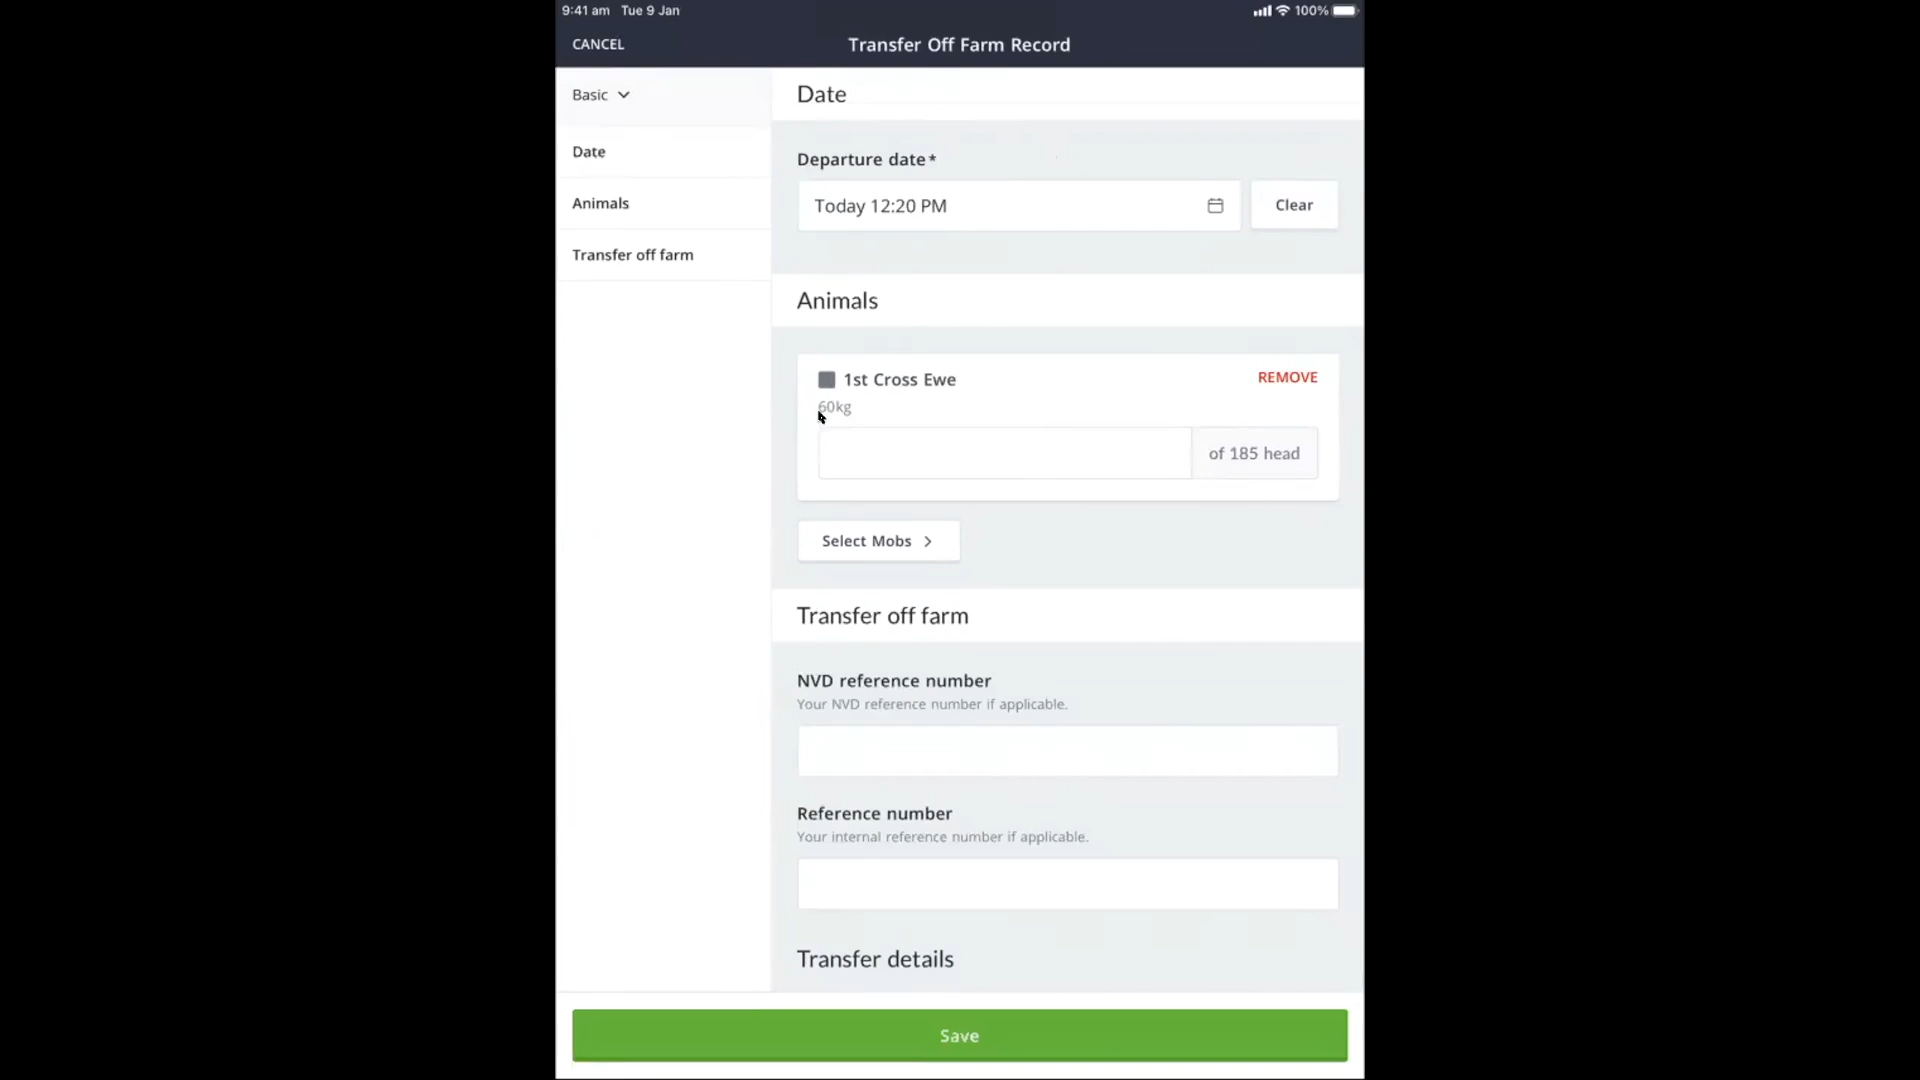 9:41 am Tue 9 Jan
100%
CANCEL
Transfer Off Farm Record
Basic
Date
Animals
Transfer off farm
Date
Departure date*
Today 12:20 PM
Clear
Animals
1st Cross Ewe
REMOVE
60kg
of 185 head
Select Mobs
Transfer off farm
NVD reference number
Your NVD reference number if applicable.
Reference number
Your internal reference number if applicable.
Transfer details
Save